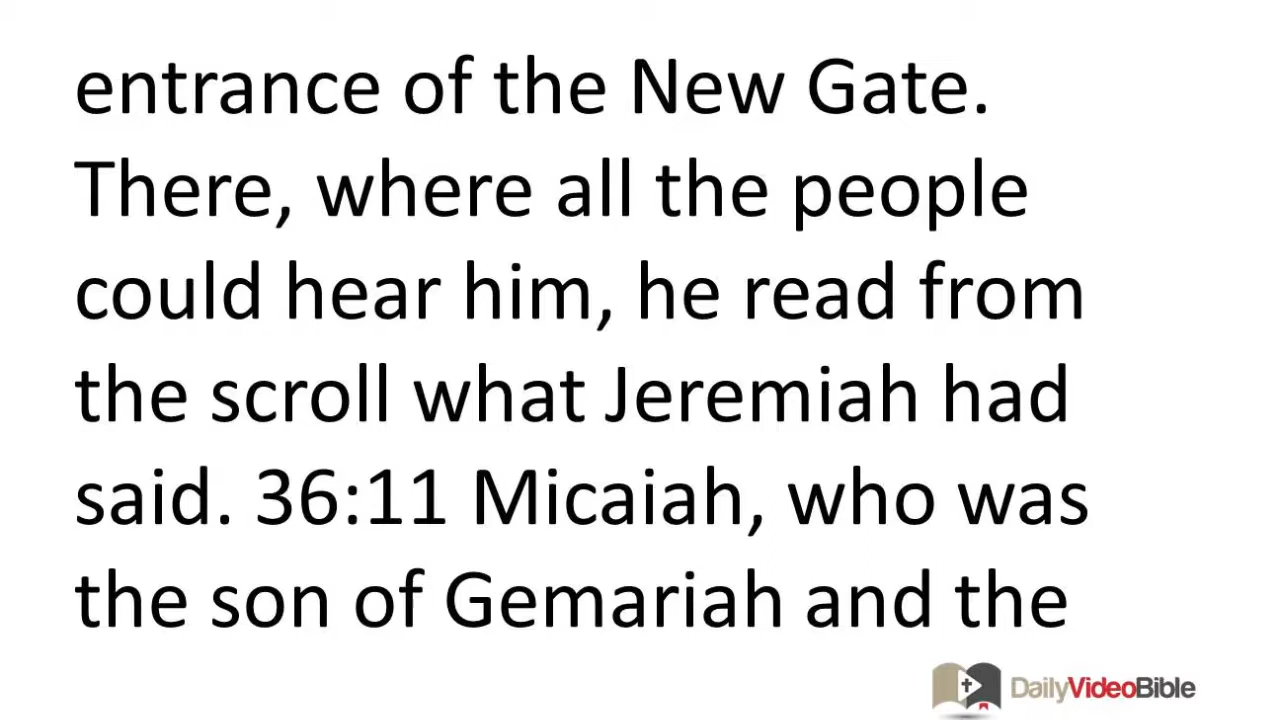 entrance of the New Gate.
There, where all the people
could hear him, he read from
the scroll what Jeremiah had
said. 36:11 Micaiah, who was
the son of Gemariah and the
DailyVideoBible